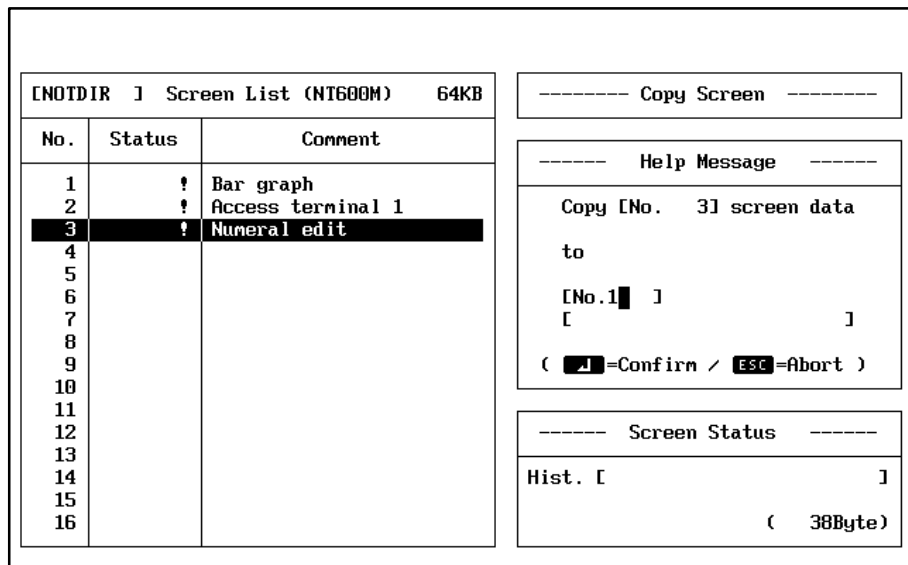 [NOTDIR ] Screen List (NT600M) 64KB
No. Status Comment
1 ! Bar graph
2 ! Access terminal 1
3 ! Numeral edit
4
5
6
7
8
9
10
11
12
13
14
15
16
-------- Copy Screen --------
------ Help Message ------
Copy [No. 3] screen data
to
[No.1 ]
[ ]
( ↵=Confirm / ESC=Abort )
------ Screen Status ------
Hist. [ ]
( 38Byte)